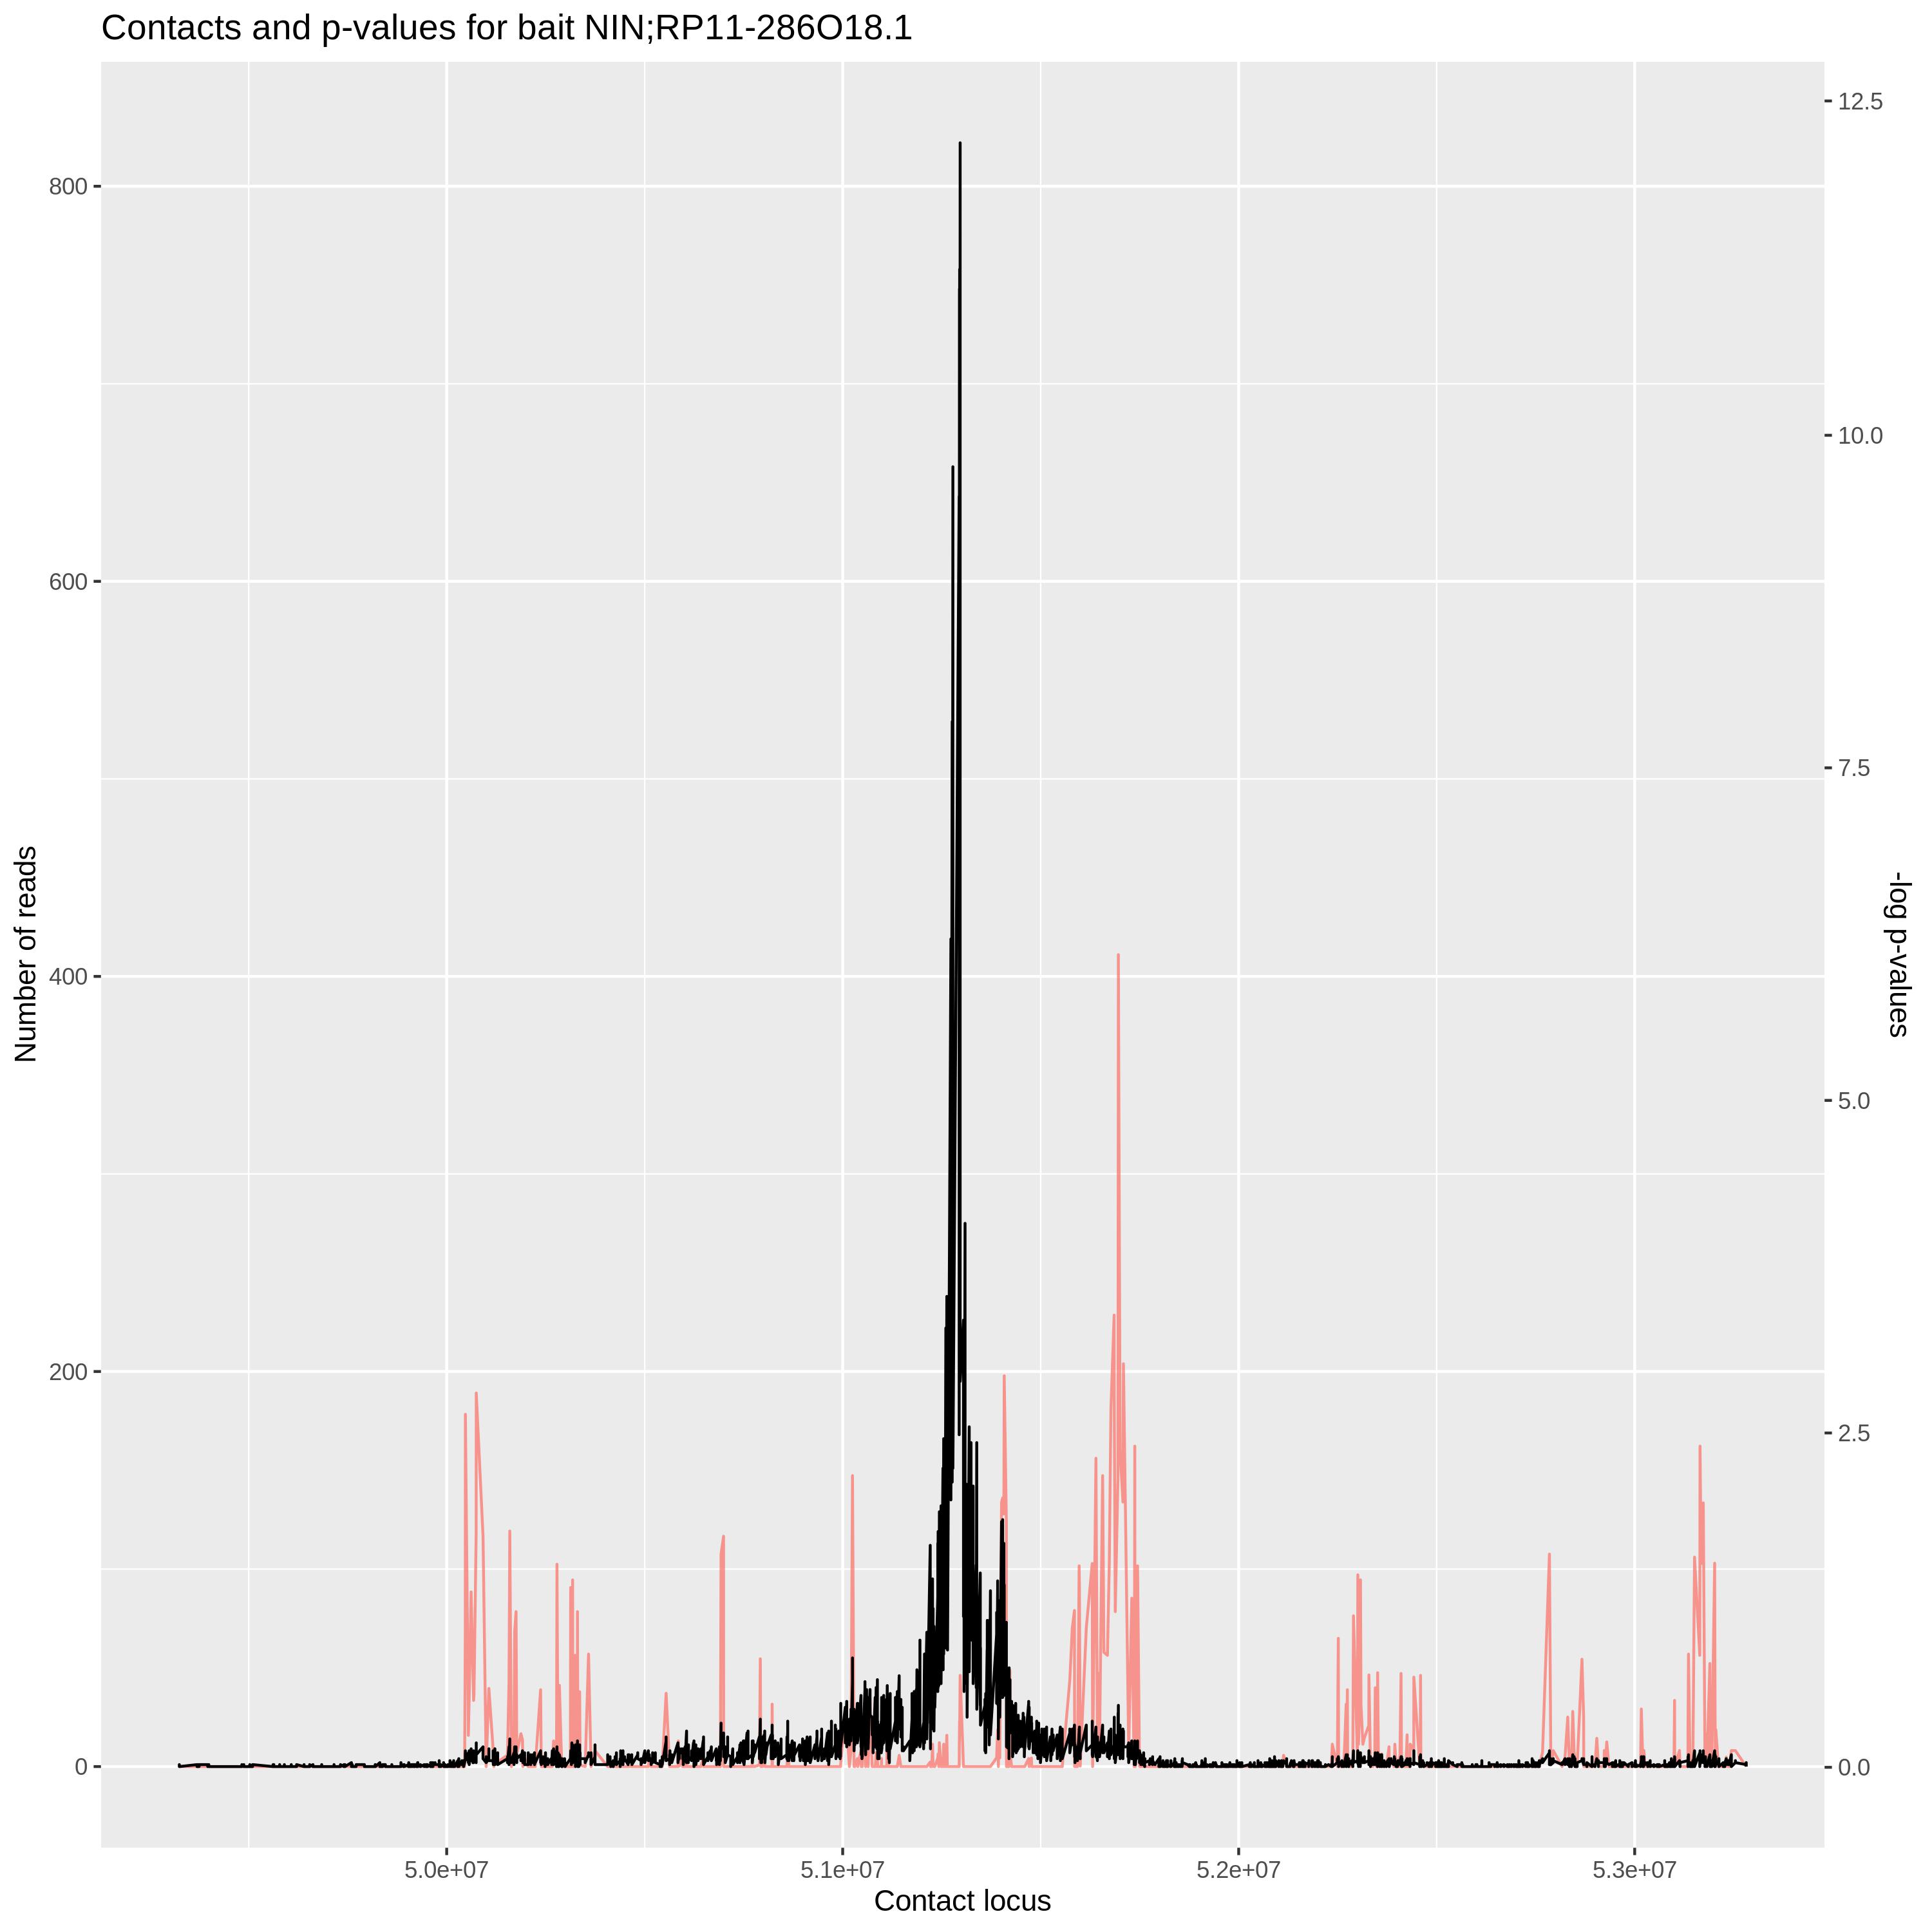 Contacts and p-values for bait NIN;RP11-286O18.1
800
600
400
200
0
12.5
10.0
7.5
5.0
2.5
0.0
Number of reads
-log p-values
5.0e+07
5.1e+07
5.2e+07
5.3e+07
Contact locus